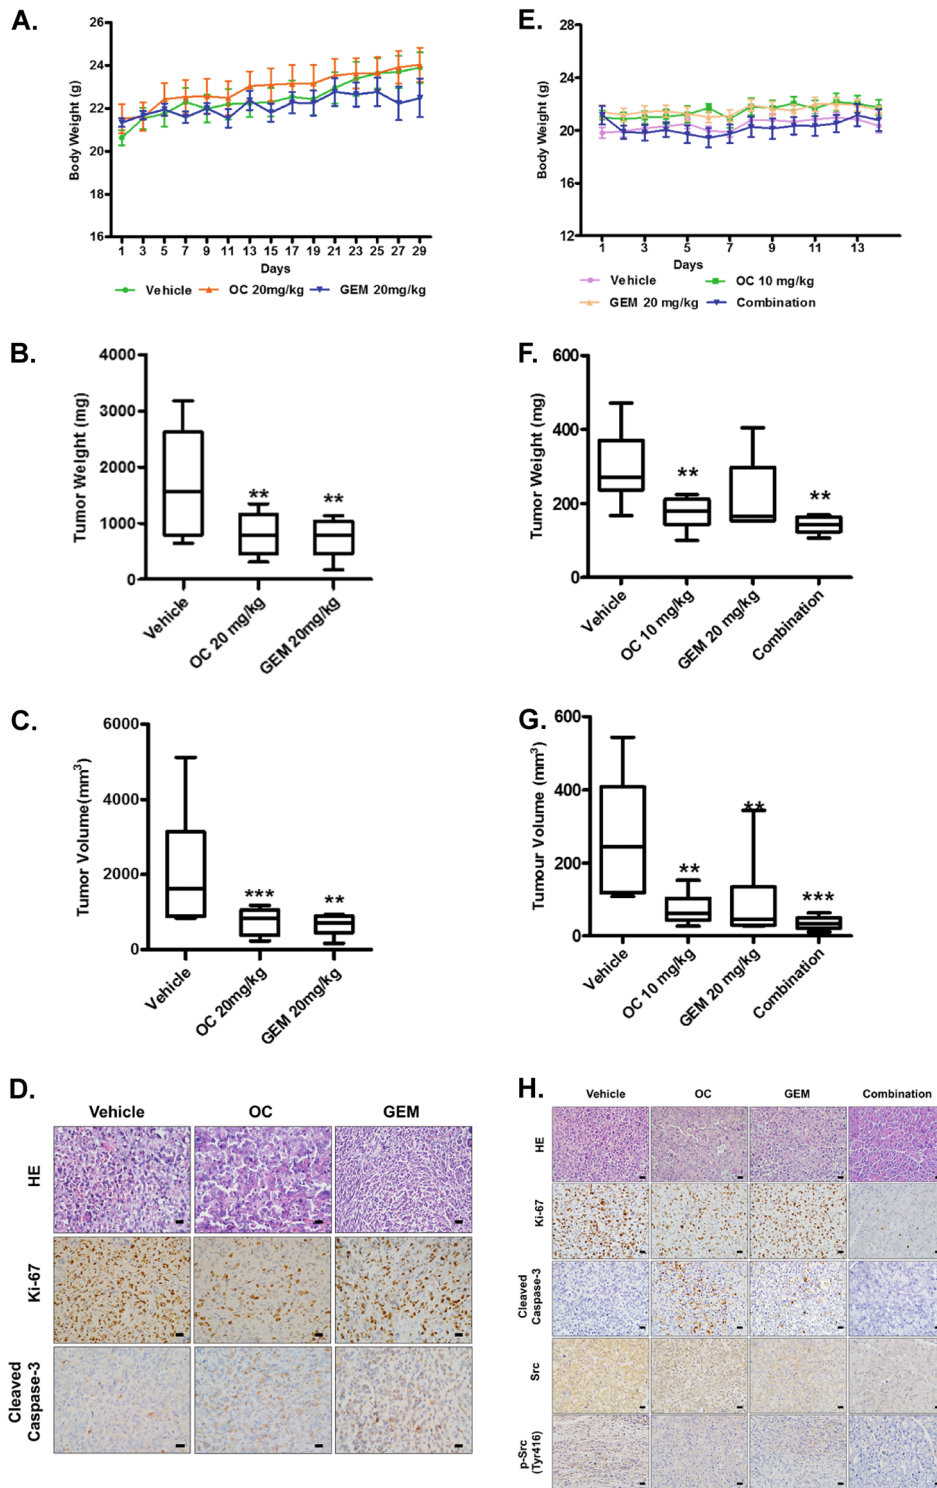 A.
26
24
22
20
18
16
Body Weight (g)
1 3 5 7 9 11 13 15 17 19 21 23 25 27 29
Days
Vehicle OC 20mg/kg GEM 20mg/kg
B.
4000
3000
2000
1000
0
Tumor Weight (mg)
** **
Vehicle
OC 20 mg/kg
GEM 20mg/kg
C.
6000
4000
2000
0
Tumor Volume(mm³)
*** **
Vehicle
OC 20mg/kg
GEM 20mg/kg
D.
Vehicle OC GEM
HE
Ki-67
Cleaved
Caspase-3
E.
28
24
20
16
12
Body Weight (g)
1 3 5 7 9 11 13
Days
Vehicle OC 10 mg/kg
GEM 20 mg/kg Combination
F.
600
400
200
0
Tumor Weight (mg)
** **
Vehicle
OC 10 mg/kg
GEM 20 mg/kg
Combination
G.
600
400
200
0
Tumour Volume (mm³)
** ** ***
Vehicle
OC 10 mg/kg
GEM 20 mg/kg
Combination
H.
Vehicle OC GEM Combination
HE
Ki-67
Cleaved
Caspase-3
Src
p-Src
(Tyr416)